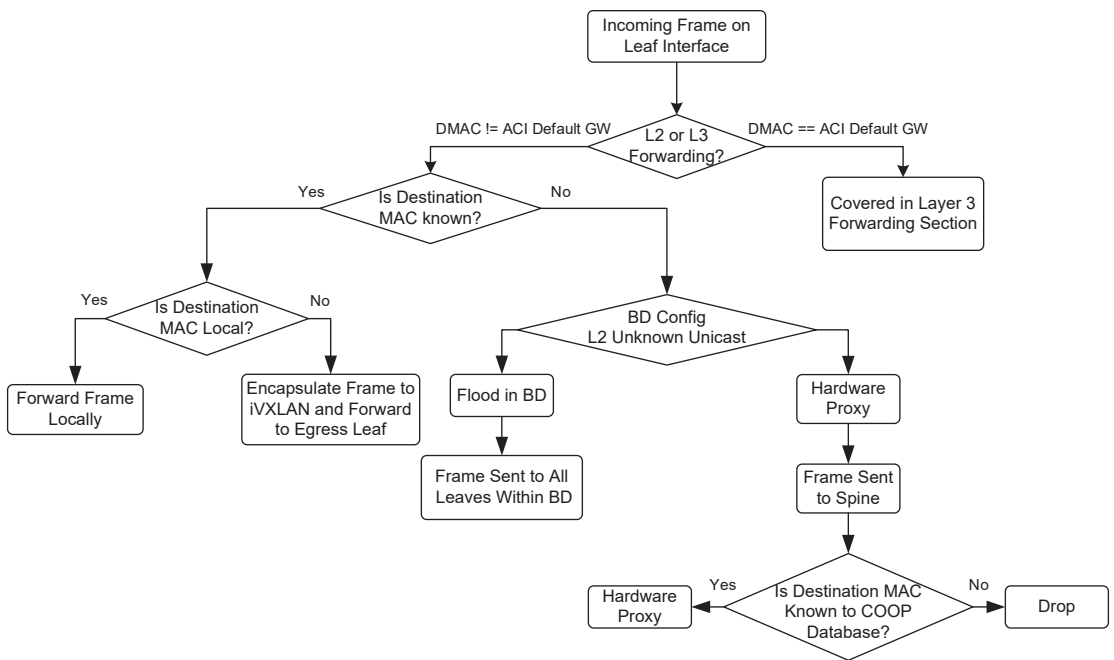 Incoming Frame on
Leaf Interface
DMAC != ACI Default GW
L2 or L3
Forwarding?
DMAC == ACI Default GW
Yes
Is Destination
MAC known?
No
Covered in Layer 3
Forwarding Section
Yes
Is Destination
MAC Local?
No
BD Config
L2 Unknown Unicast
Forward Frame
Locally
Encapsulate Frame to
iVXLAN and Forward
to Egress Leaf
Flood in BD
Hardware
Proxy
Frame Sent to All
Leaves Within BD
Frame Sent
to Spine
Hardware
Proxy
Yes
Is Destination MAC
Known to COOP
Database?
No
Drop